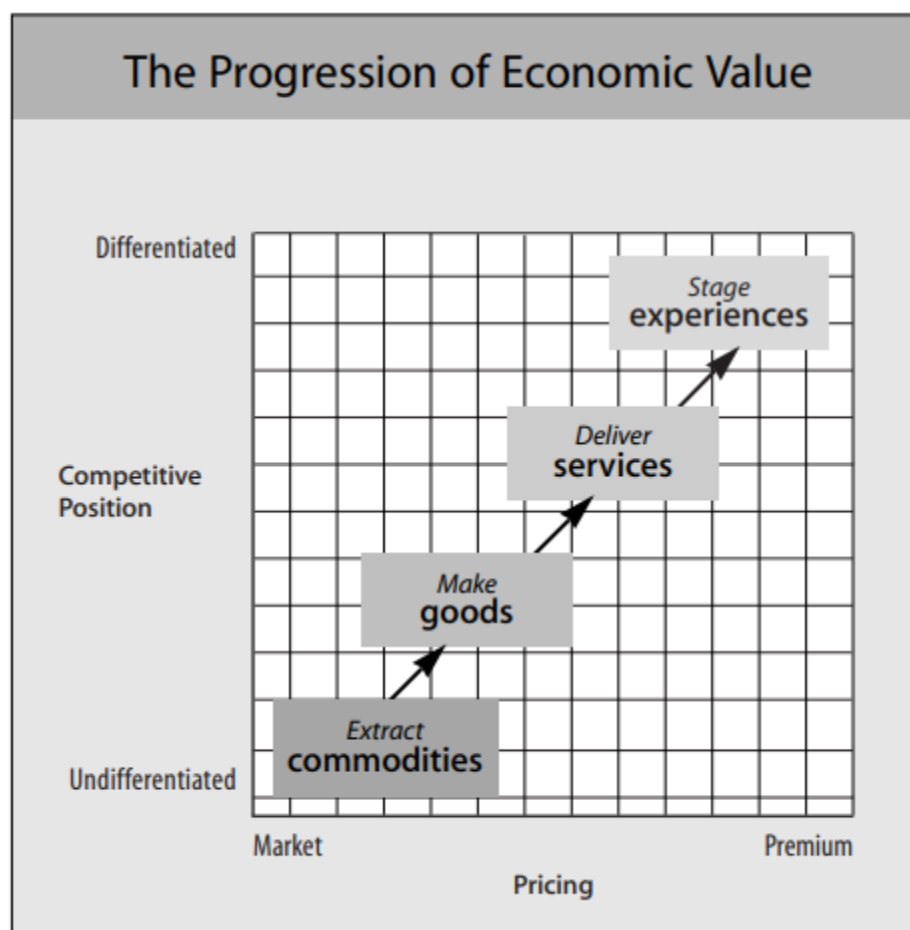 The Progression of Economic Value
Differentiated
Stage
experiences
Deliver
services
Competitive
Position
Make
goods
Extract
commodities
Undifferentiated
Market
Premium
Pricing